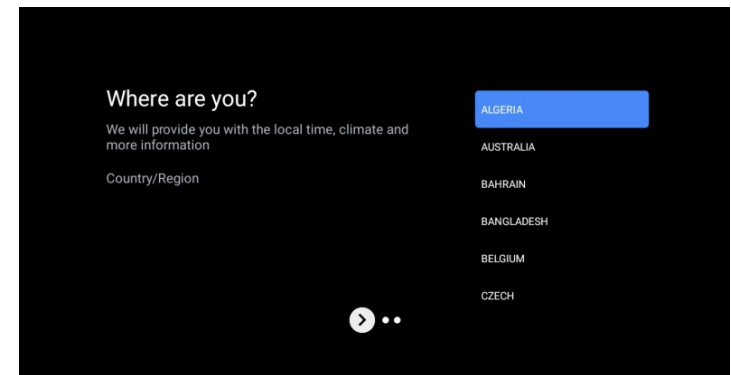 Where are you?
We will provide you with the local time, climate and
more information
Country/Region
ALGERIA
AUSTRALIA
BAHRAIN
BANGLADESH
BELGIUM
CZECH